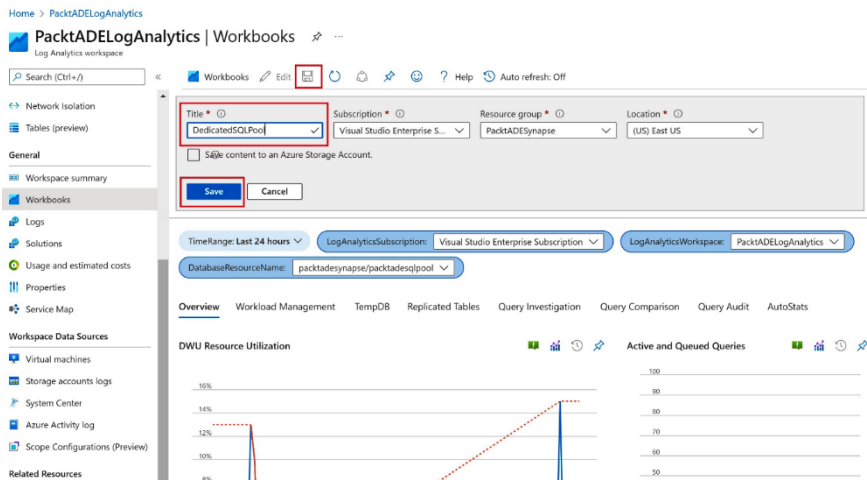 Home > PacktADELogAnalytics
PacktADELogAnalytics | Workbooks
Log Analytics workspace
Search (Ctrl+/)
Workbooks Edit Help Auto refresh: Off
Network Isolation
Tables (preview)
General
Workspace summary
Workbooks
Logs
Solutions
Usage and estimated costs
Properties
Service Map
Workspace Data Sources
Virtual machines
Storage accounts logs
System Center
Azure Activity log
Scope Configurations (Preview)
Related Resources
Title * Subscription * Resource group * Location *
DedicatedSQLPool Visual Studio Enterprise S... PacktADESynapse (US) East US
Save content to an Azure Storage Account.
Save Cancel
TimeRange: Last 24 hours LogAnalyticsSubscription: Visual Studio Enterprise Subscription LogAnalyticsWorkspace: PacktADELogAnalytics
DatabaseResourceName: packtadesynapse/packtadesqlpool
Overview Workload Management TempDB Replicated Tables Query Investigation Query Comparison Query Audit AutoStats
DWU Resource Utilization Active and Queued Queries
16%
14%
12%
10%
8%
100
90
80
70
60
50